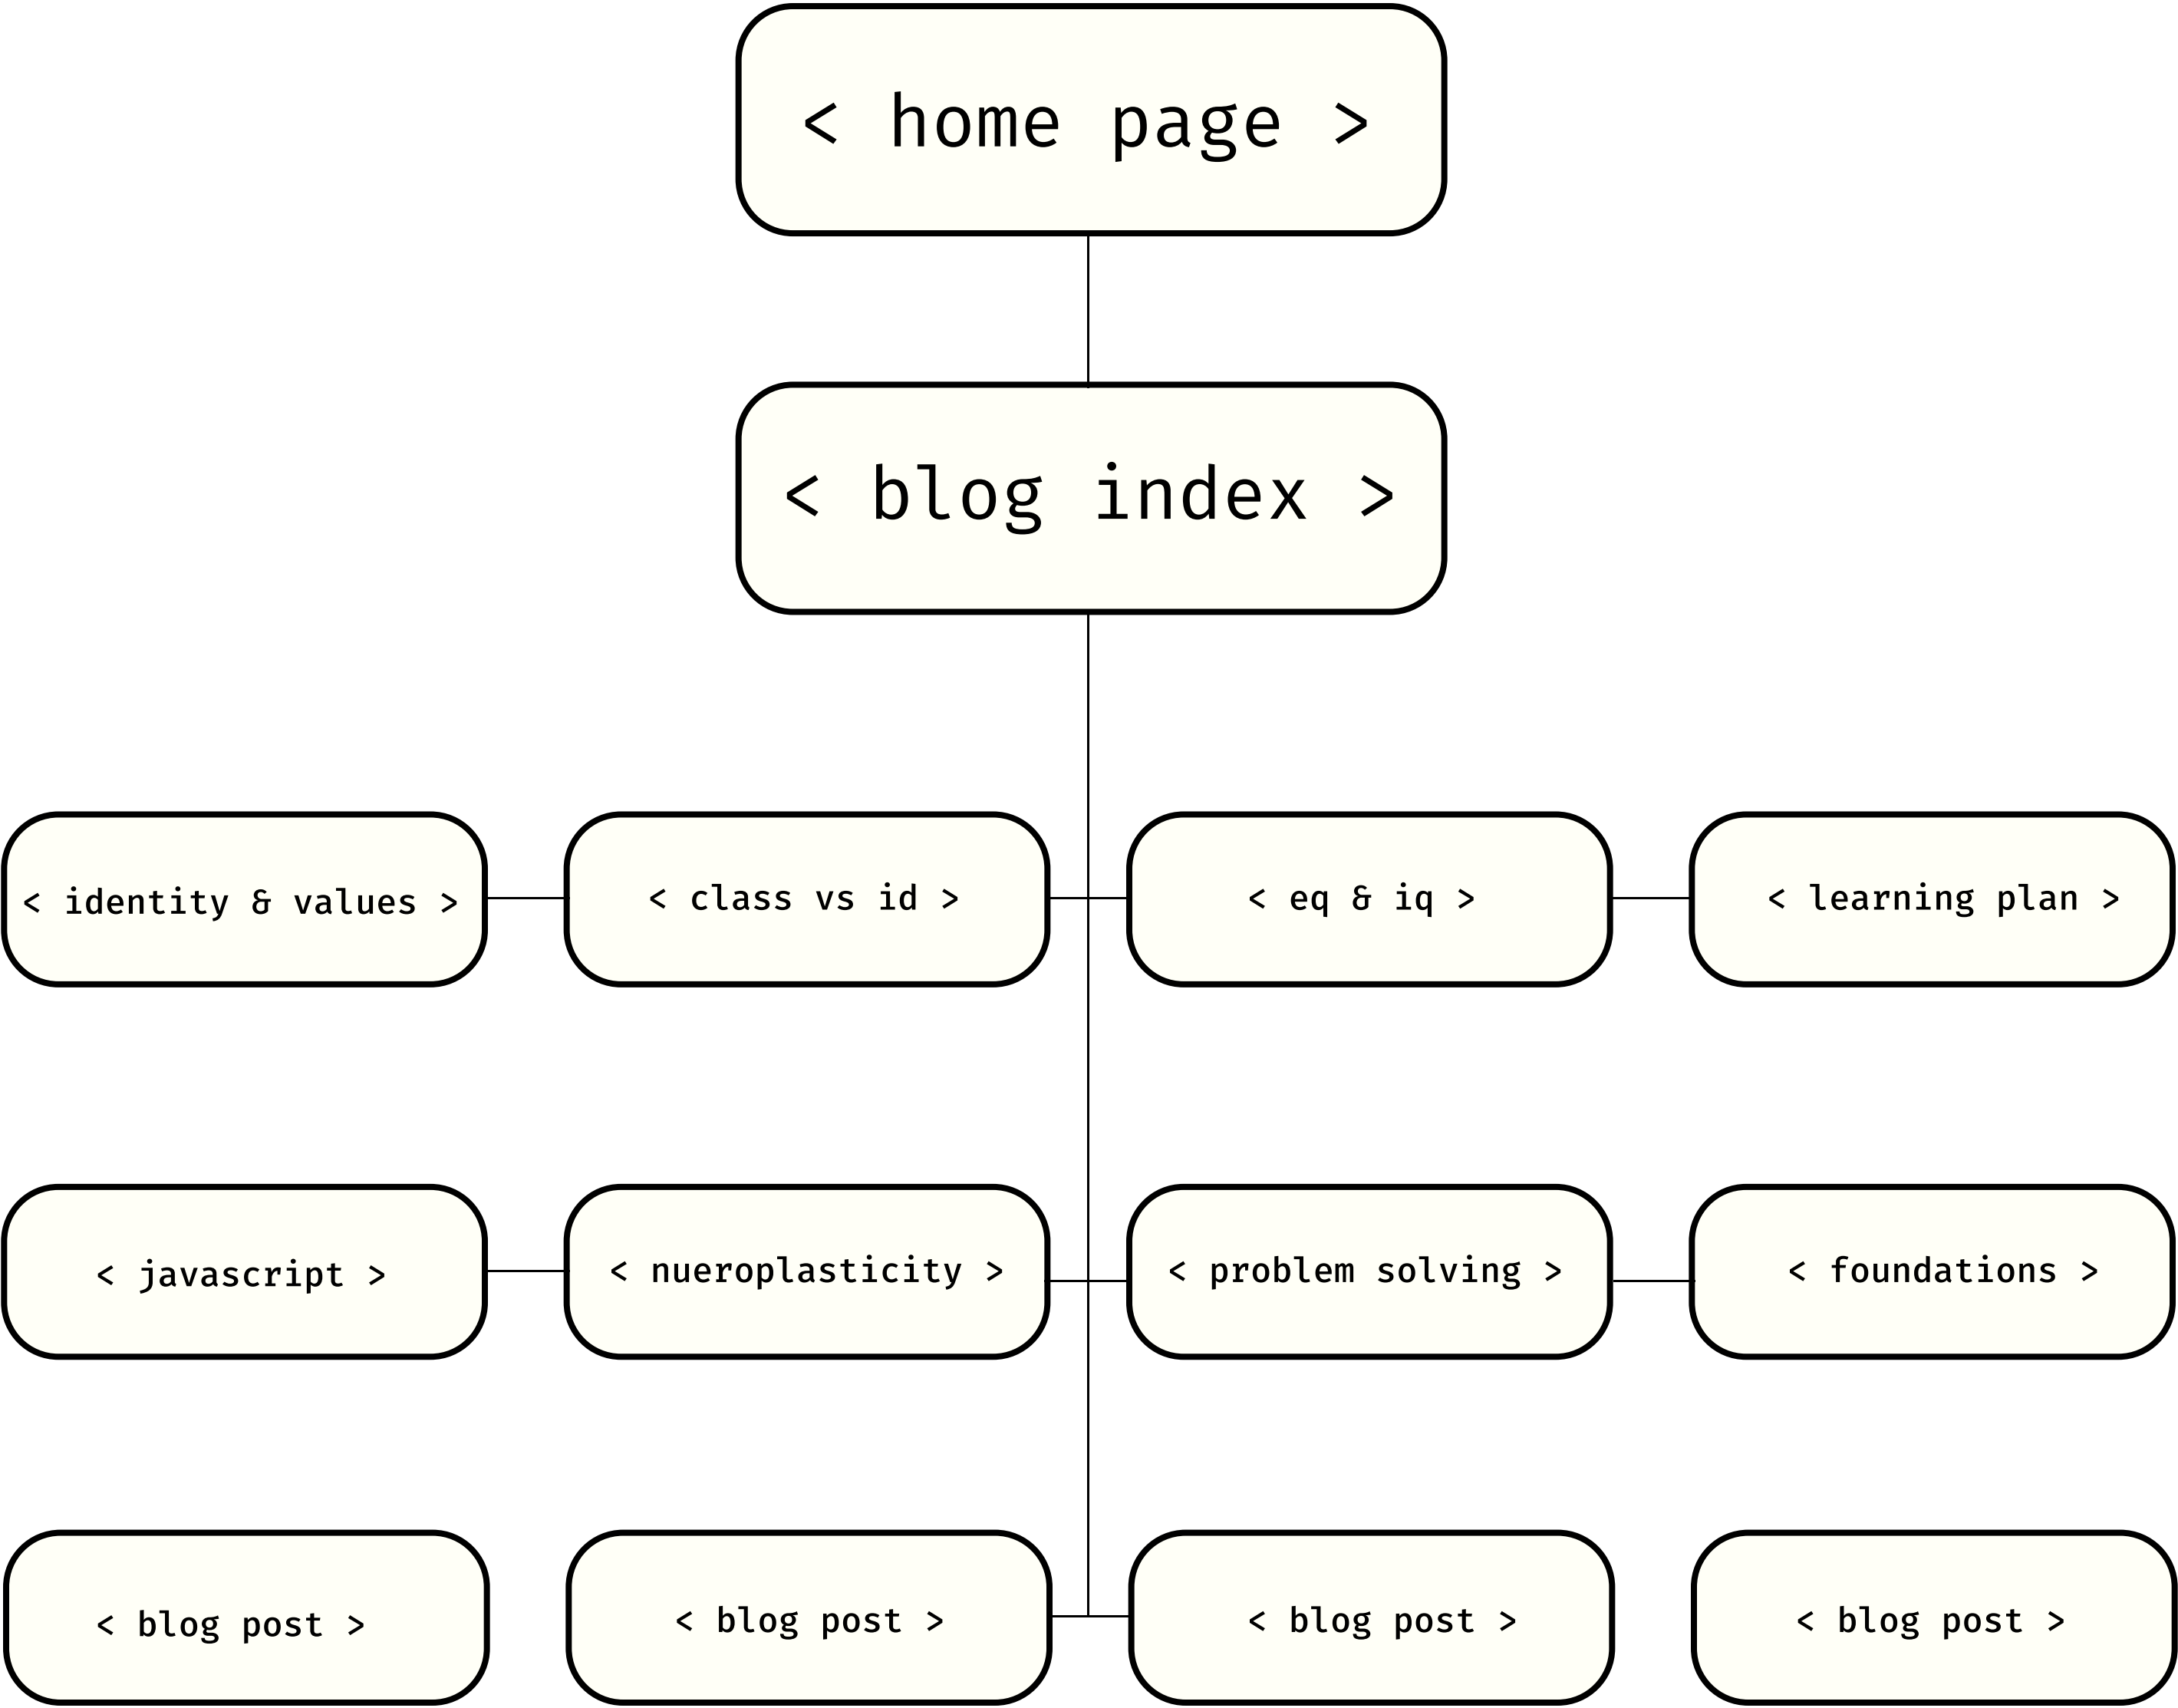 < home page >
< blog index >
< identity & values >
< class vs id >
< eq & iq >
< learning plan >
< javascript >
< nueroplasticity >
< problem solving >
< foundations >
< blog post >
< blog post >
< blog post >
< blog post >